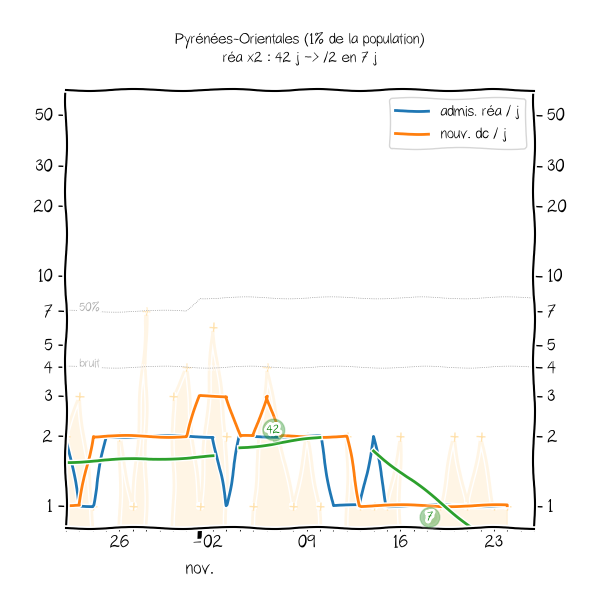 Pyrénées-Orientales (1% de la population)
réa x2 : 42 j -> /2 en 7 j
admis. réa / j
nouv. dc / j
50 50
30 30
20 20
10 10
7 50% 7
5 5
4 bruit 4
3 3
42
2 2
1 1
7
26 02 09 16 23
nov.